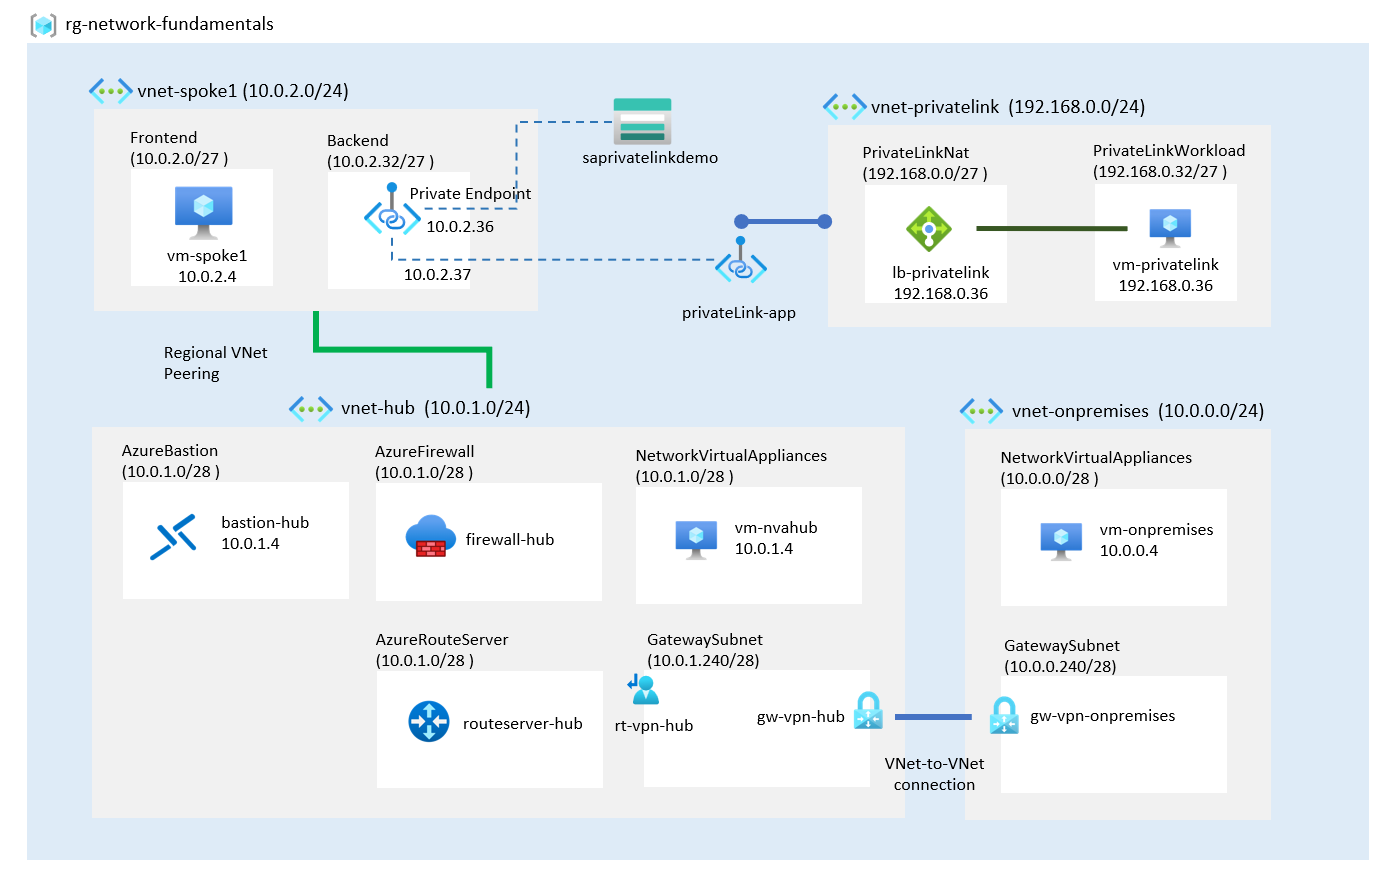 rg-network-fundamentals
vnet-spoke1 (10.0.2.0/24)
Frontend
(10.0.2.0/27 )
vm-spoke1
10.0.2.4
Backend
(10.0.2.32/27 )
Private Endpoint
10.0.2.36
10.0.2.37
saprivatelinkdemo
privateLink-app
vnet-privatelink (192.168.0.0/24)
PrivateLinkNat
(192.168.0.0/27 )
lb-privatelink
192.168.0.36
PrivateLinkWorkload
(192.168.0.32/27 )
vm-privatelink
192.168.0.36
Regional VNet
Peering
vnet-hub (10.0.1.0/24)
AzureBastion
(10.0.1.0/28 )
bastion-hub
10.0.1.4
AzureFirewall
(10.0.1.0/28 )
firewall-hub
NetworkVirtualAppliances
(10.0.1.0/28 )
vm-nvahub
10.0.1.4
AzureRouteServer
(10.0.1.0/28 )
routeserver-hub
GatewaySubnet
(10.0.1.240/28)
rt-vpn-hub
gw-vpn-hub
VNet-to-VNet
connection
vnet-onpremises (10.0.0.0/24)
NetworkVirtualAppliances
(10.0.0.0/28 )
vm-onpremises
10.0.0.4
GatewaySubnet
(10.0.0.240/28)
gw-vpn-onpremises